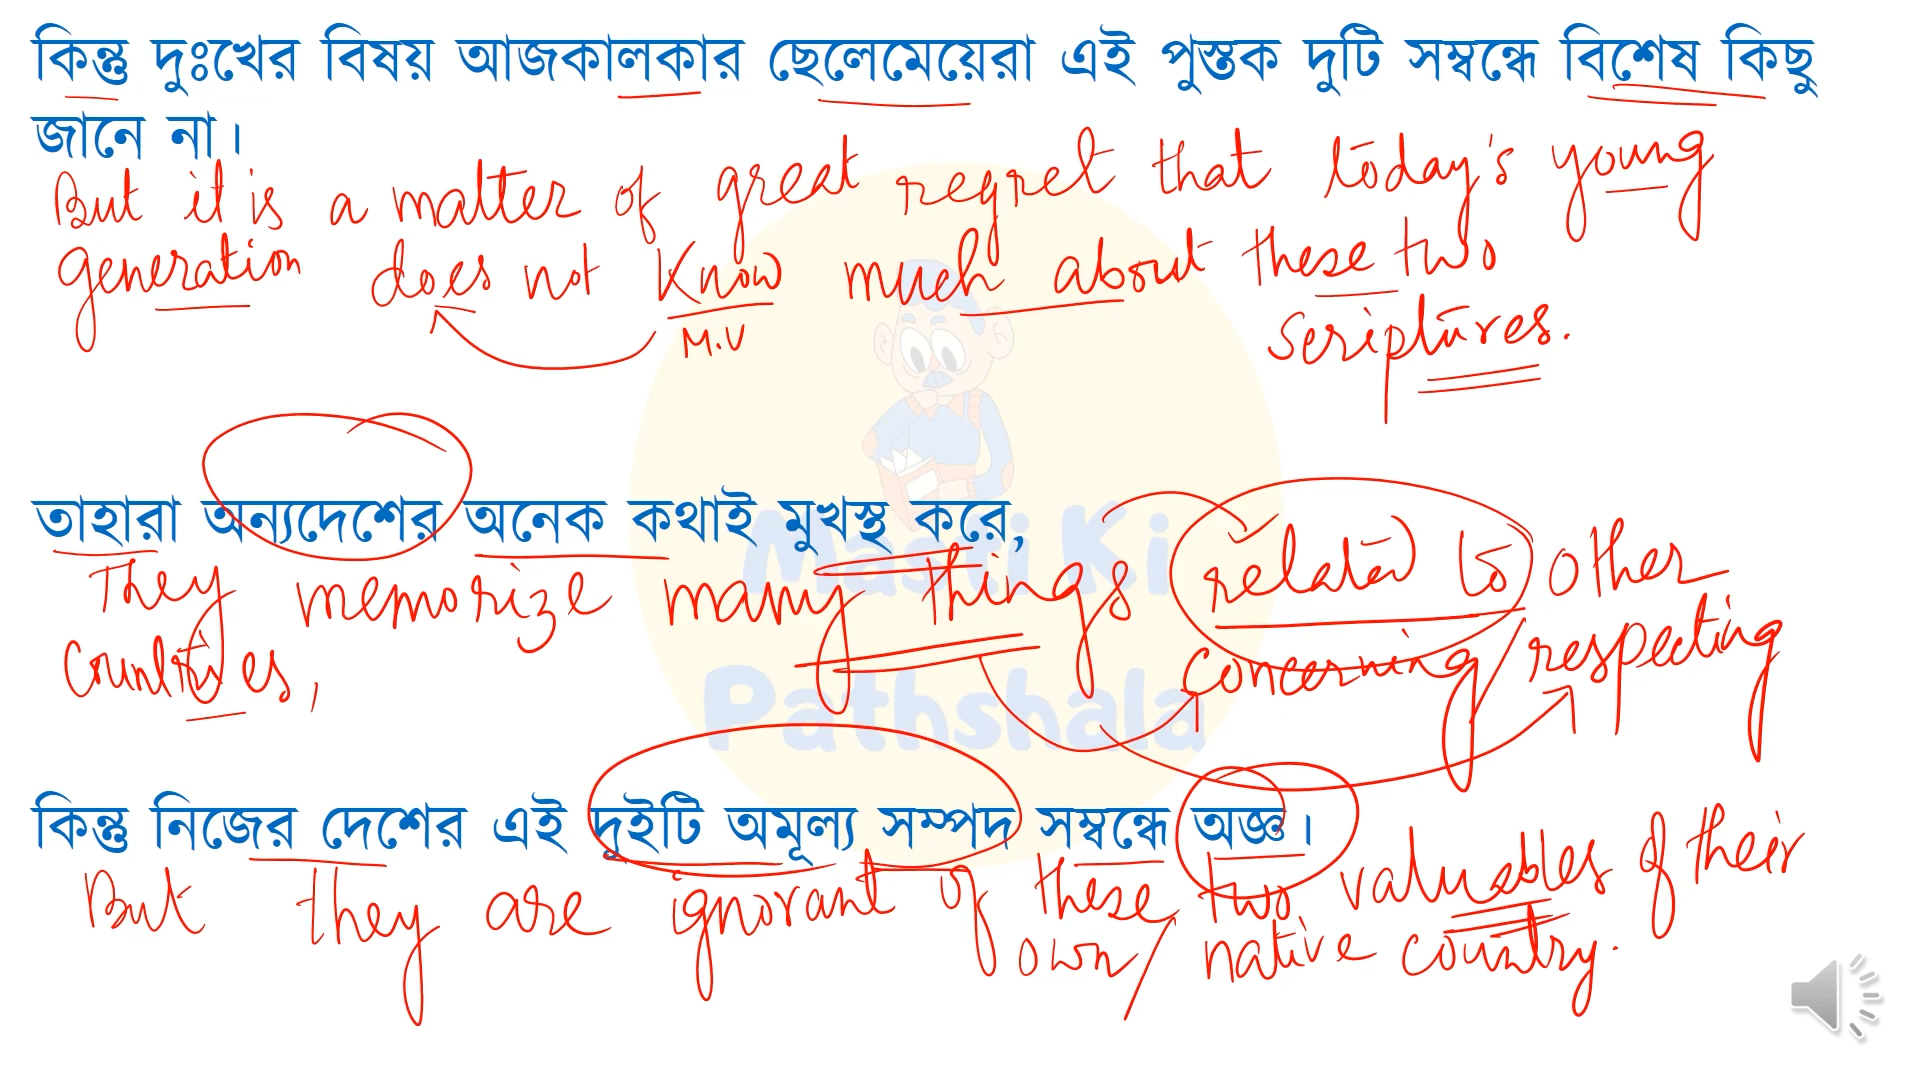 কিন্তু দুঃখের বিষয় আজকালকার ছেলেমেয়েরা এই পুস্তক দুটি সম্বন্ধে বিশেষ কিছু
জানে না।
But it is a matter of great regret that today's young
generation does not know much about these two
M.V
scriptures.
তাহারা অন্যদেশের অনেক কথাই মুখস্থ করে,
They memorize many things related to other
countries,
concerning/respecting
Masti Ki
Pathshala
কিন্তু নিজের দেশের এই দুইটি অমূল্য সম্পদ সম্বন্ধে অজ্ঞ।
But they are ignorant of these two valuables of their
own/native country.